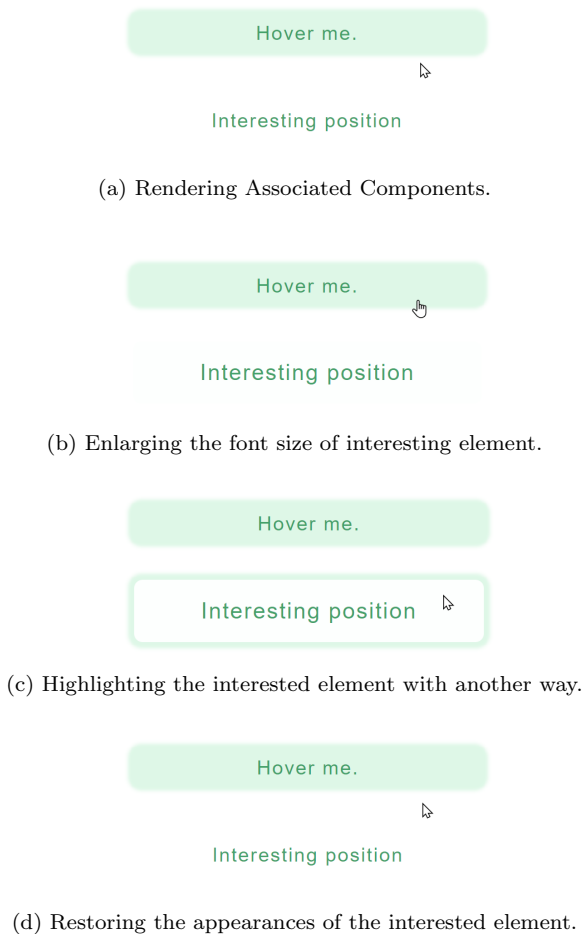 Hover me.
Interesting position
(a) Rendering Associated Components.
Hover me.
Interesting position
(b) Enlarging the font size of interesting element.
Hover me.
Interesting position
(c) Highlighting the interested element with another way.
Hover me.
Interesting position
(d) Restoring the appearances of the interested element.